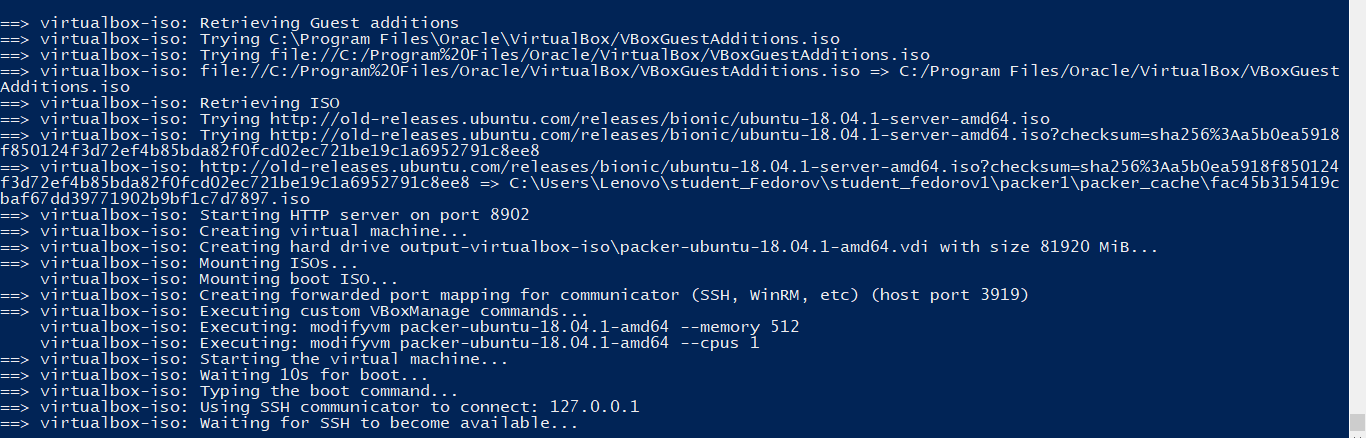 ==> virtualbox-iso: Retrieving Guest additions
==> virtualbox-iso: Trying C:\Program Files\Oracle\VirtualBox/VBoxGuestAdditions.iso
==> virtualbox-iso: Trying file://C:/Program%20Files/Oracle/VirtualBox/VBoxGuestAdditions.iso
==> virtualbox-iso: file://C:/Program%20Files/Oracle/VirtualBox/VBoxGuestAdditions.iso => C:/Program Files/Oracle/VirtualBox/VBoxGuest
Additions.iso
==> virtualbox-iso: Retrieving ISO
==> virtualbox-iso: Trying http://old-releases.ubuntu.com/releases/bionic/ubuntu-18.04.1-server-amd64.iso
==> virtualbox-iso: Trying http://old-releases.ubuntu.com/releases/bionic/ubuntu-18.04.1-server-amd64.iso?checksum=sha256%3Aa5b0ea5918
f850124f3d72ef4b85bda82f0fcd02ec721be19c1a6952791c8ee8
==> virtualbox-iso: http://old-releases.ubuntu.com/releases/bionic/ubuntu-18.04.1-server-amd64.iso?checksum=sha256%3Aa5b0ea5918f850124
f3d72ef4b85bda82f0fcd02ec721be19c1a6952791c8ee8 => C:\Users\Lenovo\student_Fedorov\student_fedorov1\packer1\packer_cache\fac45b315419c
baf67dd39771902b9bf1c7d7897.iso
==> virtualbox-iso: Starting HTTP server on port 8902
==> virtualbox-iso: Creating virtual machine...
==> virtualbox-iso: Creating hard drive output-virtualbox-iso\packer-ubuntu-18.04.1-amd64.vdi with size 81920 MiB...
==> virtualbox-iso: Mounting ISOs...
    virtualbox-iso: Mounting boot ISO...
==> virtualbox-iso: Creating forwarded port mapping for communicator (SSH, WinRM, etc) (host port 3919)
==> virtualbox-iso: Executing custom VBoxManage commands...
    virtualbox-iso: Executing: modifyvm packer-ubuntu-18.04.1-amd64 --memory 512
    virtualbox-iso: Executing: modifyvm packer-ubuntu-18.04.1-amd64 --cpus 1
==> virtualbox-iso: Starting the virtual machine...
==> virtualbox-iso: Waiting 10s for boot...
==> virtualbox-iso: Typing the boot command...
==> virtualbox-iso: Using SSH communicator to connect: 127.0.0.1
==> virtualbox-iso: Waiting for SSH to become available...